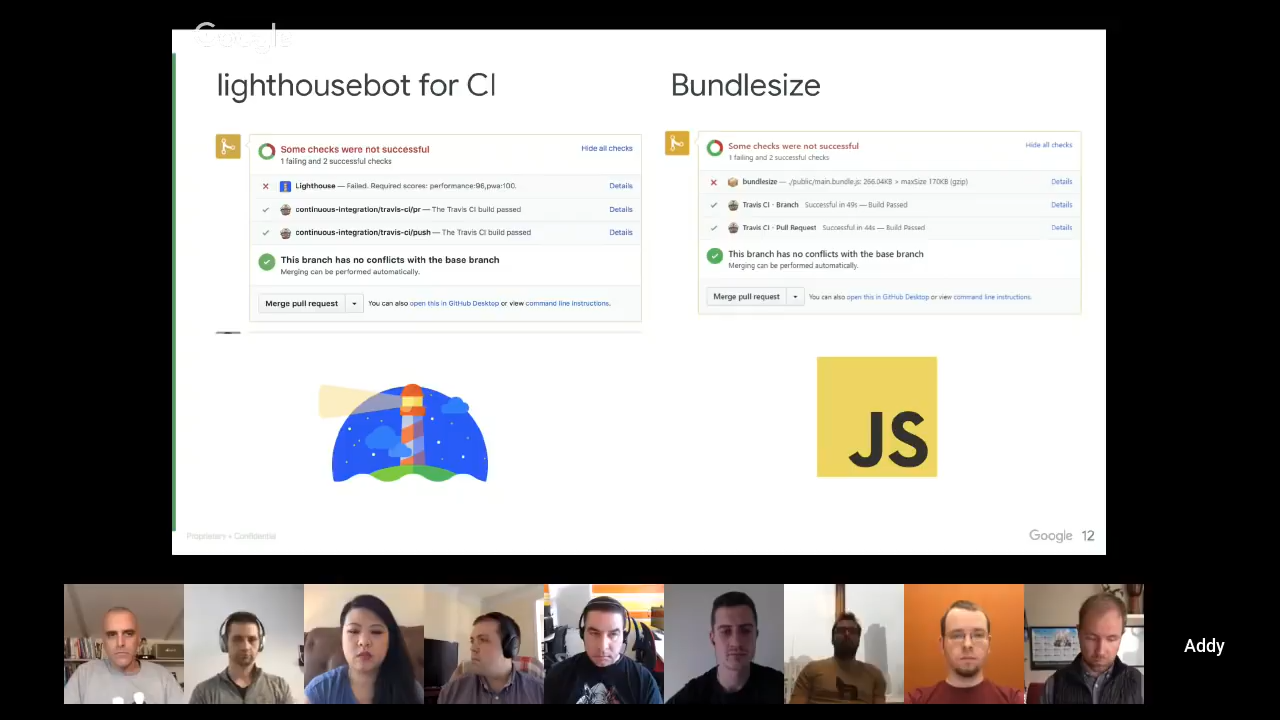 Google
lighthousebot for CI
Some checks were not successful
1 failing and 2 successful checks
Hide all checks
Lighthouse — Failed. Required scores: performance:96,pwa:100.
Details
continuous-integration/travis-ci/pr — The Travis CI build passed
Details
continuous-integration/travis-ci/push — The Travis CI build passed
Details
This branch has no conflicts with the base branch
Merging can be performed automatically.
Merge pull request
You can also open this in GitHub Desktop or view command line instructions.
Bundlesize
Some checks were not successful
1 failing and 2 successful checks
Hide all checks
bundlesize — ./public/main.bundle.js: 266.04KB > maxSize 170KB (gzip)
Details
Travis CI - Branch Successful in 49s — Build Passed
Details
Travis CI - Pull Request Successful in 44s — Build Passed
Details
This branch has no conflicts with the base branch
Merging can be performed automatically.
Merge pull request
You can also open this in GitHub Desktop or view command line instructions.
JS
Proprietary + Confidential
Google 12
Addy